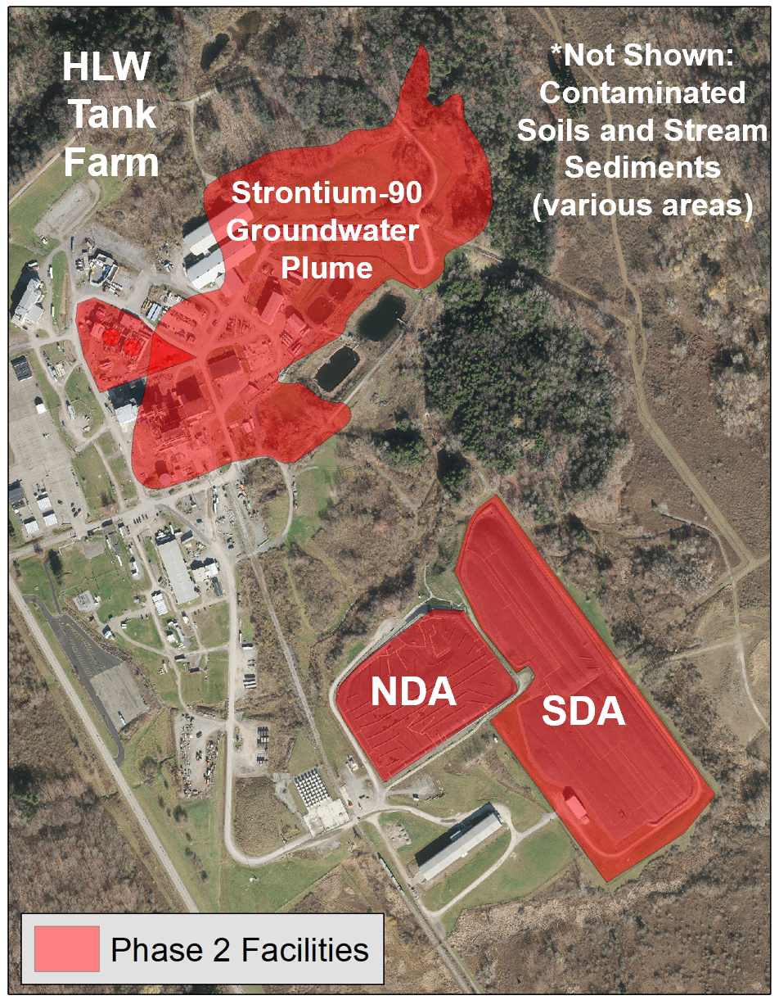 HLW
Tank
Farm
*Not Shown:
Contaminated
Soils and Stream
Sediments
(various areas)
Strontium-90
Groundwater
Plume
NDA
SDA
Phase 2 Facilities